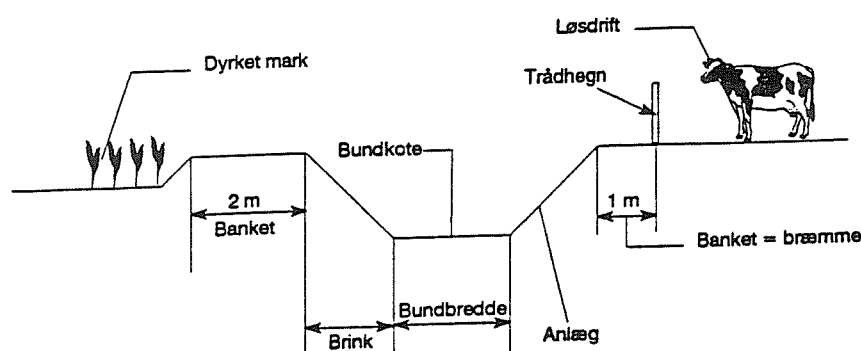 Løsdrift
Dyrket mark
Trådhegn
Bundkote
2 m
Banket
1 m
Banket = bræmme
Bundbredde
Brink
Anlæg